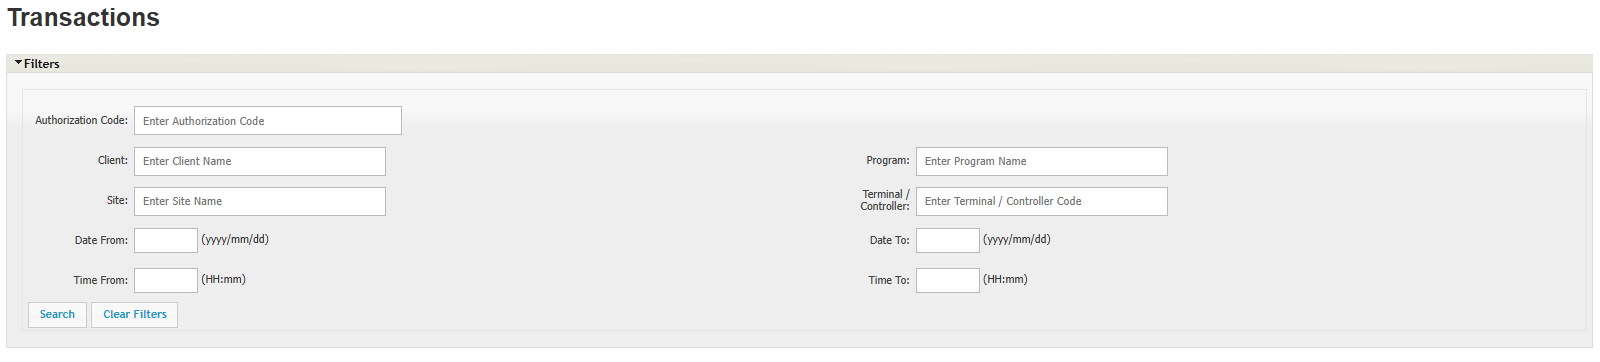 Transactions
Filters
Authorization Code: Enter Authorization Code
Client: Enter Client Name Program: Enter Program Name
Site: Enter Site Name Terminal / Controller: Enter Terminal / Controller Code
Date From: (yyyy/mm/dd) Date To: (yyyy/mm/dd)
Time From: (HH:mm) Time To: (HH:mm)
Search Clear Filters